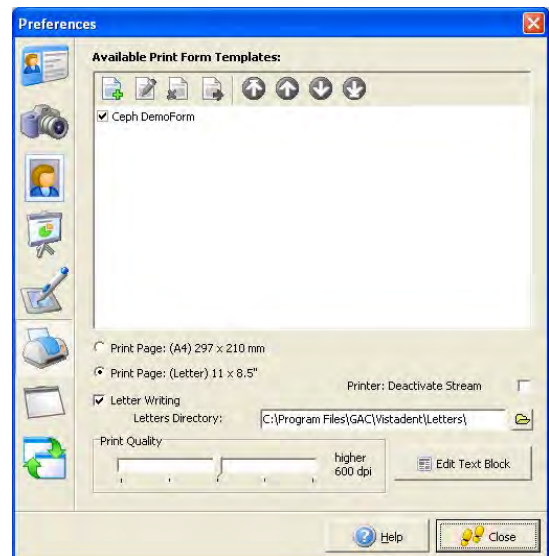 Preferences
Available Print Form Templates:
Ceph DemoForm
Print Page: (A4) 297 x 210 mm
Print Page: (Letter) 11 x 8.5"
Printer: Deactivate Stream
Letter Writing
Letters Directory: C:\Program Files\GAC\Vistadent\Letters\
Print Quality
higher
600 dpi
Edit Text Block
Help
Close